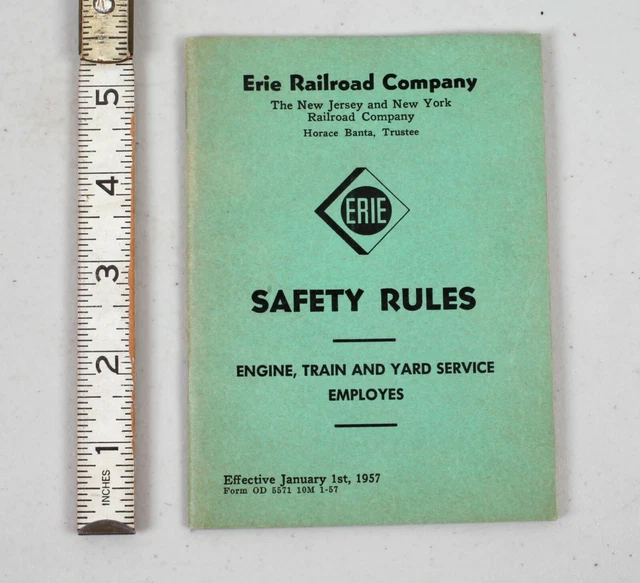 Erie Railroad Company
The New Jersey and New York
Railroad Company
Horace Banta, Trustee
ERIE
SAFETY RULES
ENGINE, TRAIN AND YARD SERVICE
EMPLOYES
Effective January 1st, 1957
Form OD 5571 10M 1-57
6
5
4
3
2
1
INCHES